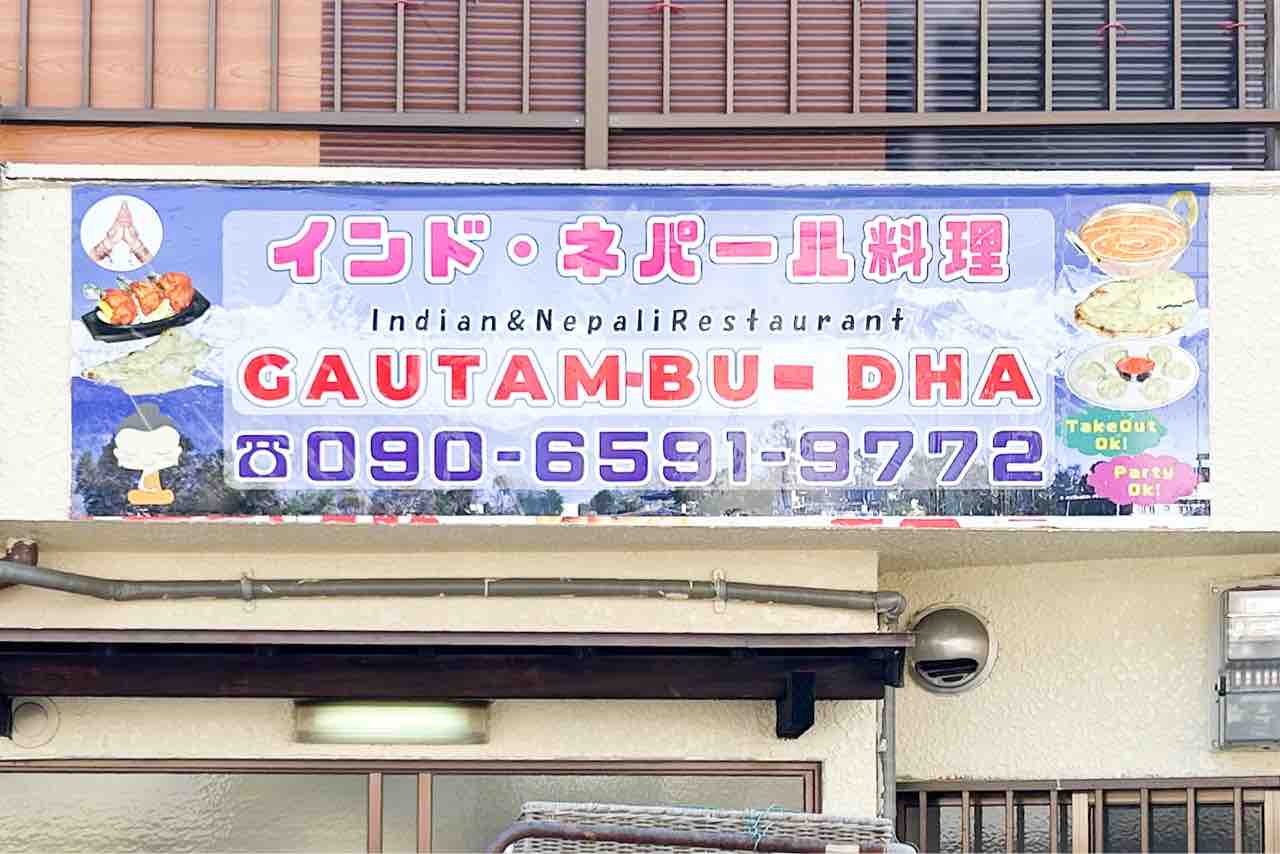 インド・ネパール料理
Indian&NepaliRestaurant
GAUTAM-BU- DHA
☎090-6591-9772
TakeOut
Ok!
Party
Ok!